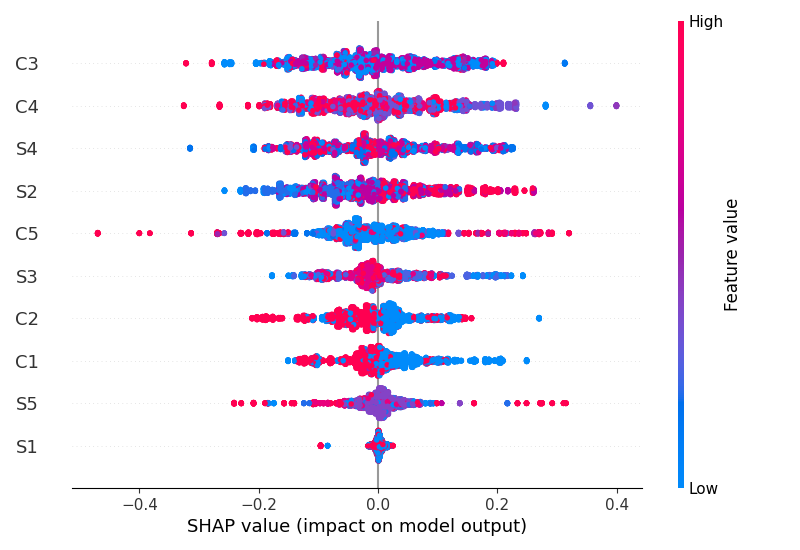 High
C3
C4
S4
S2
C5
S3
C2
C1
S5
S1
Low
Feature value
−0.4
−0.2
0.0
0.2
0.4
SHAP value (impact on model output)